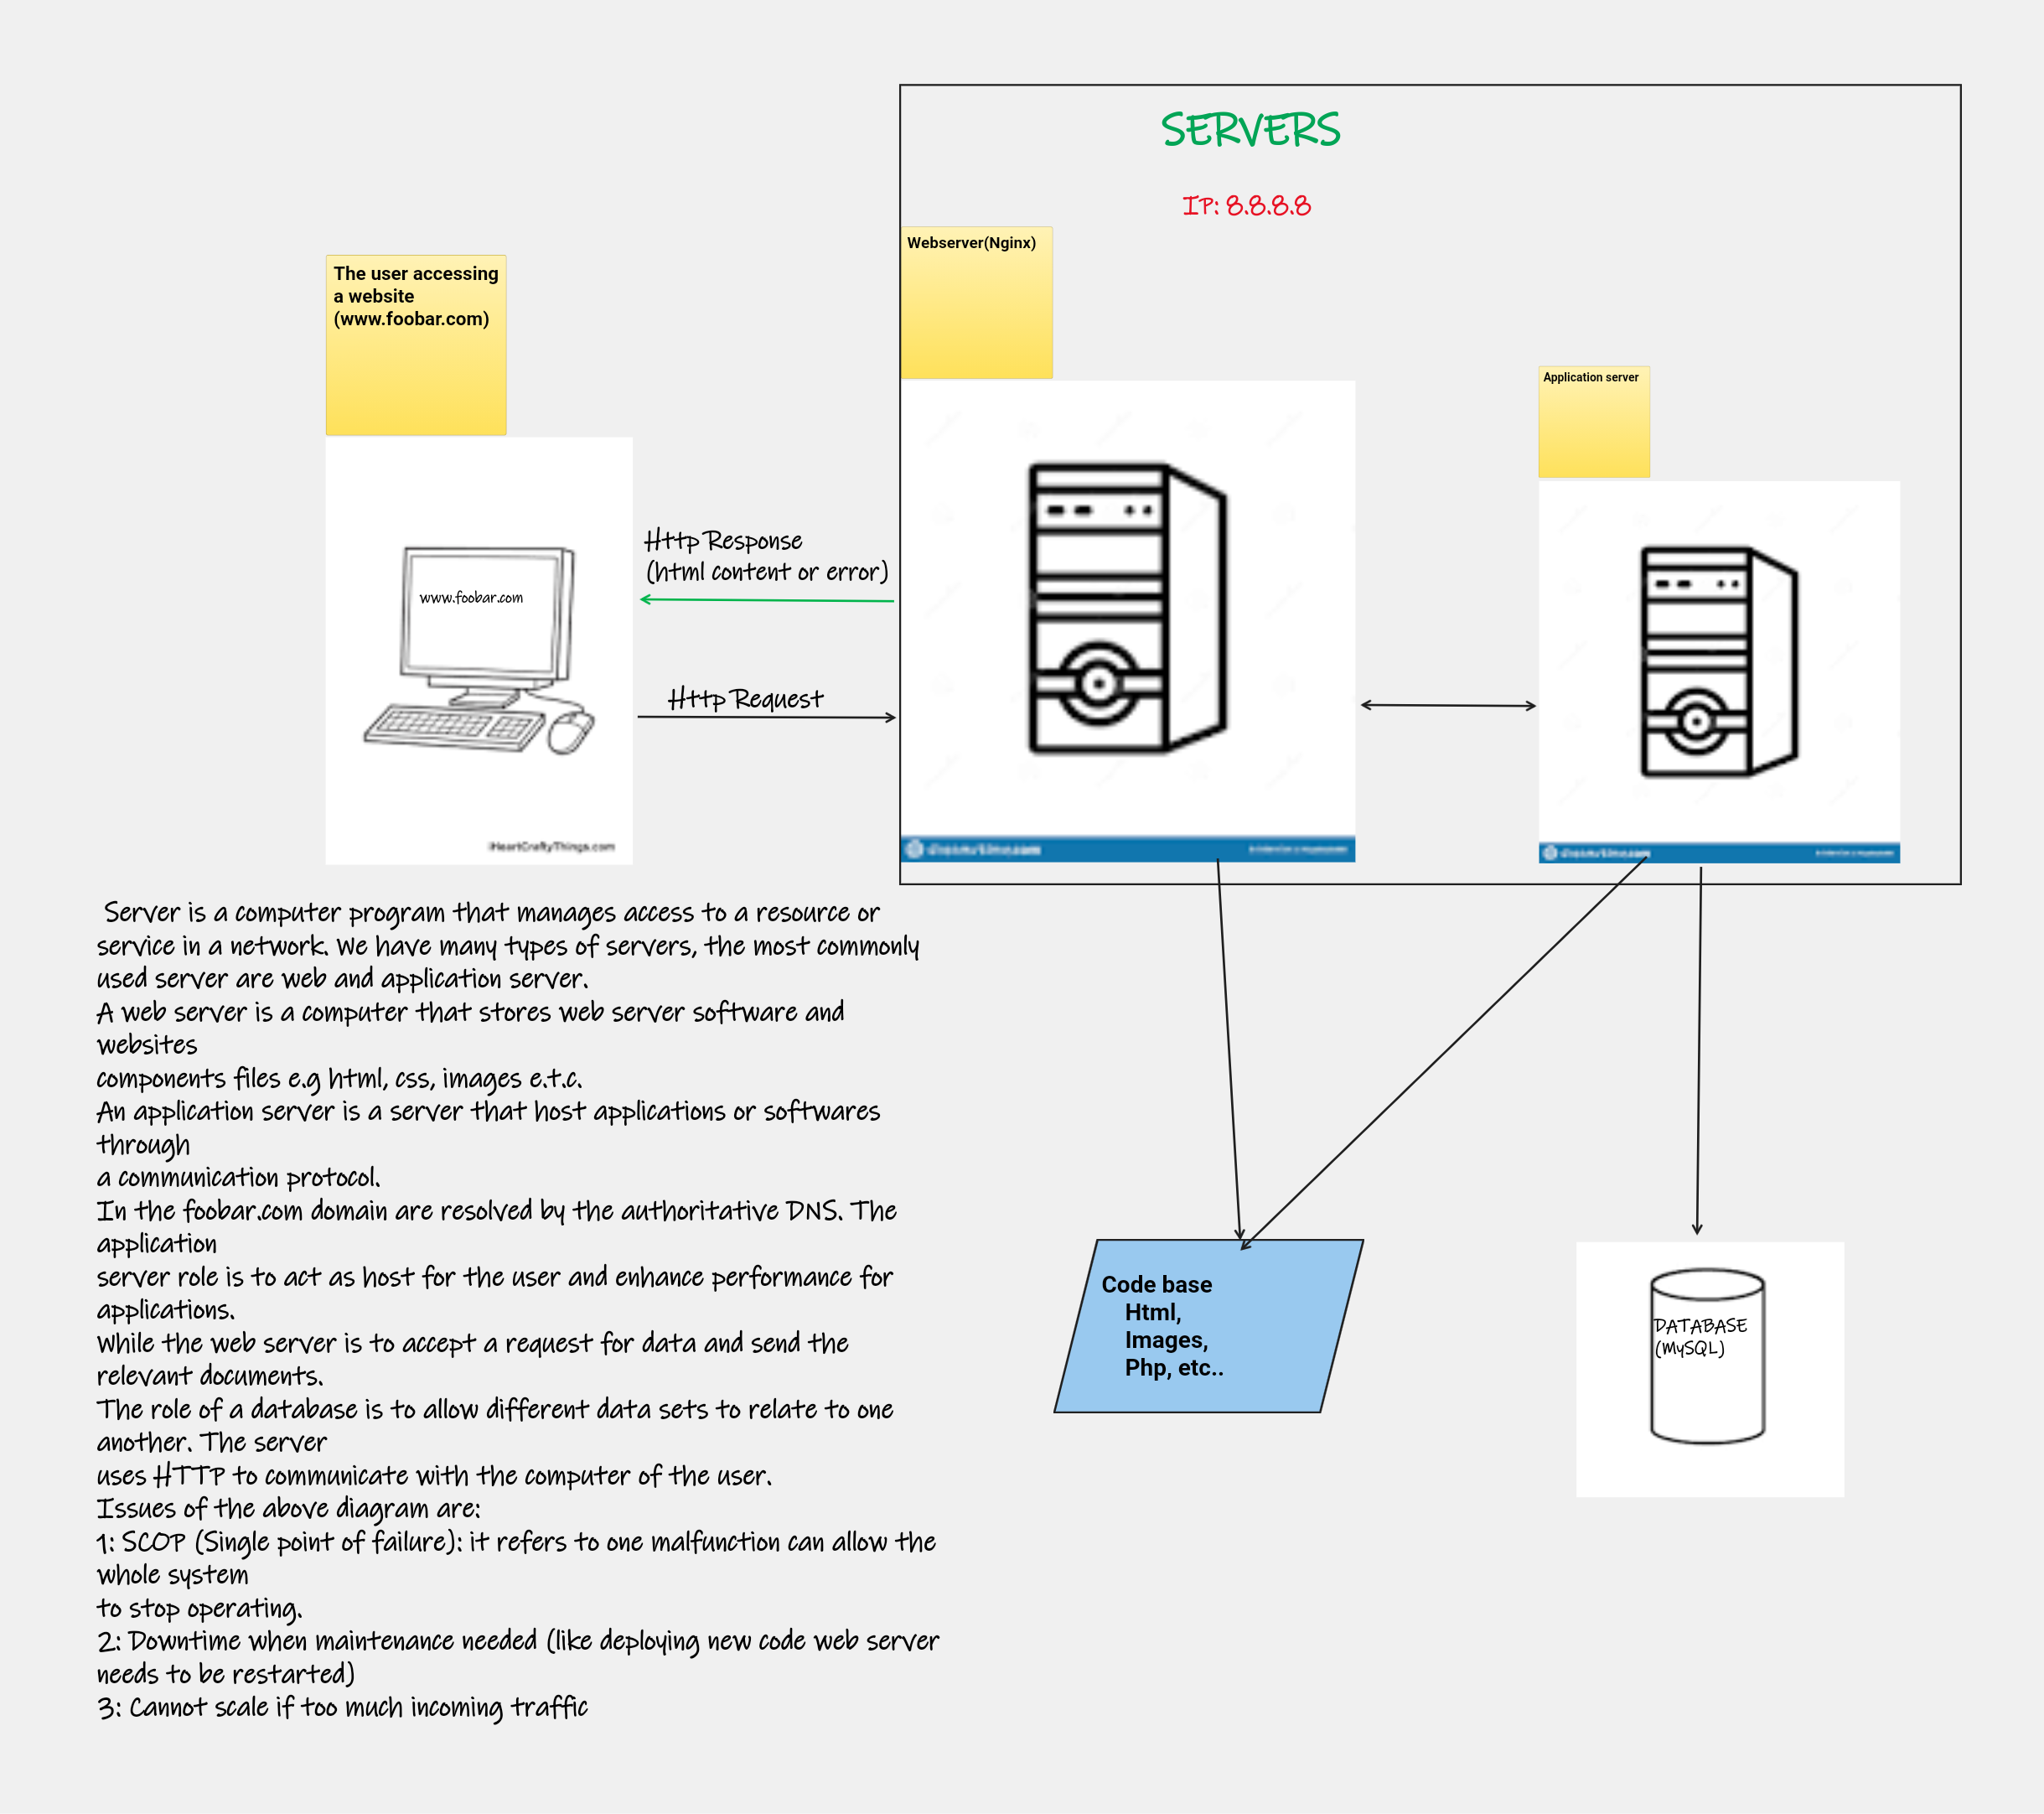 SERVERS
IP: 8.8.8.8
Webserver(Nginx)
The user accessing
a website
(www.foobar.com)
Application server
Http Response
(html content or error)
www.foobar.com
Http Request
iHeartCraftyThings.com
dreamstime.com
dreamstime.com
Server is a computer program that manages access to a resource or
service in a network. We have many types of servers, the most commonly
used server are web and application server.
A web server is a computer that stores web server software and
websites
components files e.g html, css, images e.t.c.
An application server is a server that host applications or softwares
through
a communication protocol.
In the foobar.com domain are resolved by the authoritative DNS. The
application
server role is to act as host for the user and enhance performance for
applications.
While the web server is to accept a request for data and send the
relevant documents.
The role of a database is to allow different data sets to relate to one
another. The server
uses HTTP to communicate with the computer of the user.
Issues of the above diagram are:
1: SCOP (Single point of failure): it refers to one malfunction can allow the
whole system
to stop operating.
2: Downtime when maintenance needed (like deploying new code web server
needs to be restarted)
3: Cannot scale if too much incoming traffic
Code base
Html,
Images,
Php, etc..
DATABASE
(MySQL)